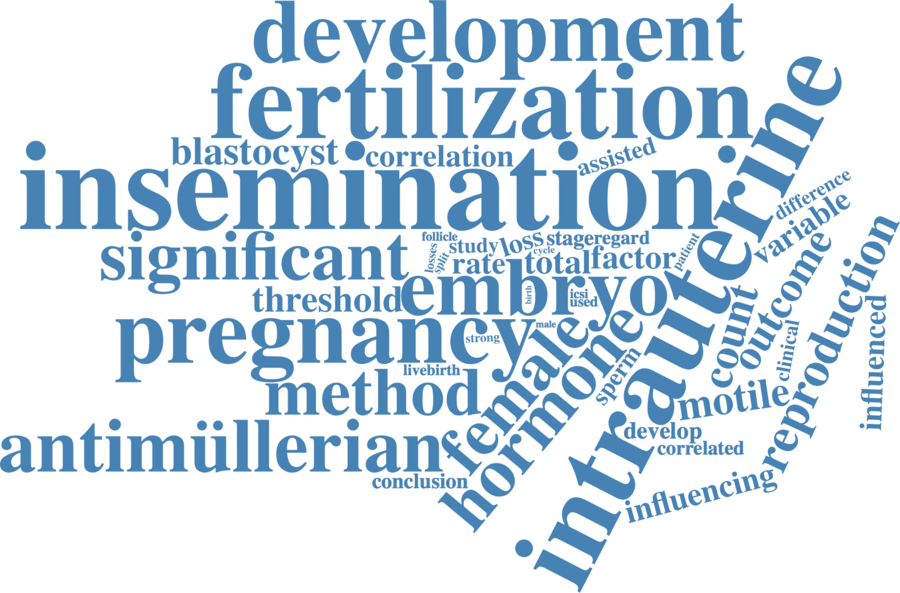 development
fertilization
blastocyst
correlation
assisted
insemination
intrauterine
difference
variable
significant
follicle
losses
split
study
loss
cycle
stage
regard
patient
rate
total
factor
threshold
embryo
birth
icsi
used
count
outcome
reproduction
influenced
pregnancy
strong
male
female
hormone
sperm
clinical
livebirth
method
motile
antimüllerian
develop
correlated
conclusion
influencing